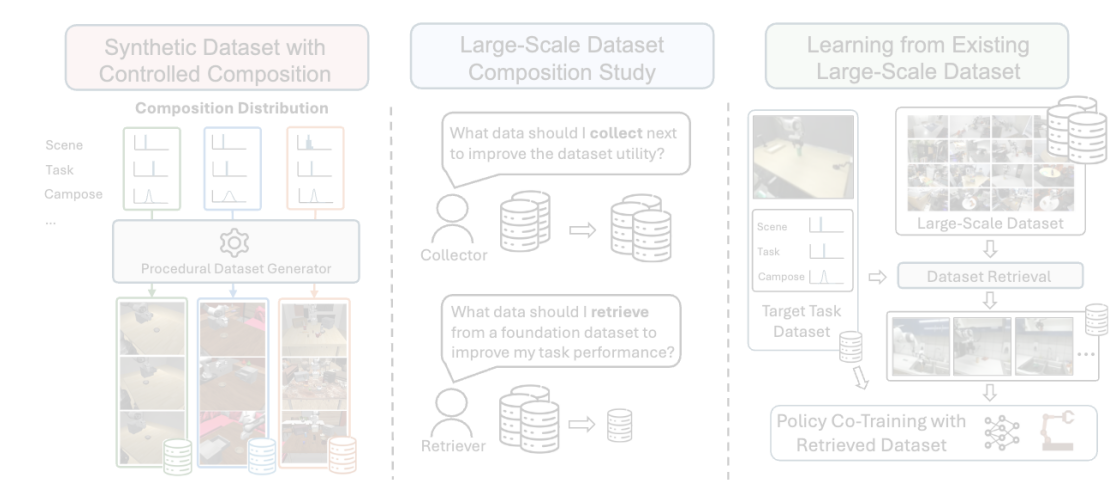 Synthetic Dataset with
Controlled Composition
Composition Distribution
Scene
Task
Campose
...
Procedural Dataset Generator
Large-Scale Dataset
Composition Study
What data should I collect next
to improve the dataset utility?
Collector
What data should I retrieve
from a foundation dataset to
improve my task performance?
Retriever
Learning from Existing
Large-Scale Dataset
Scene
Task
Campose
Target Task
Dataset
Large-Scale Dataset
Dataset Retrieval
...
Policy Co-Training with
Retrieved Dataset